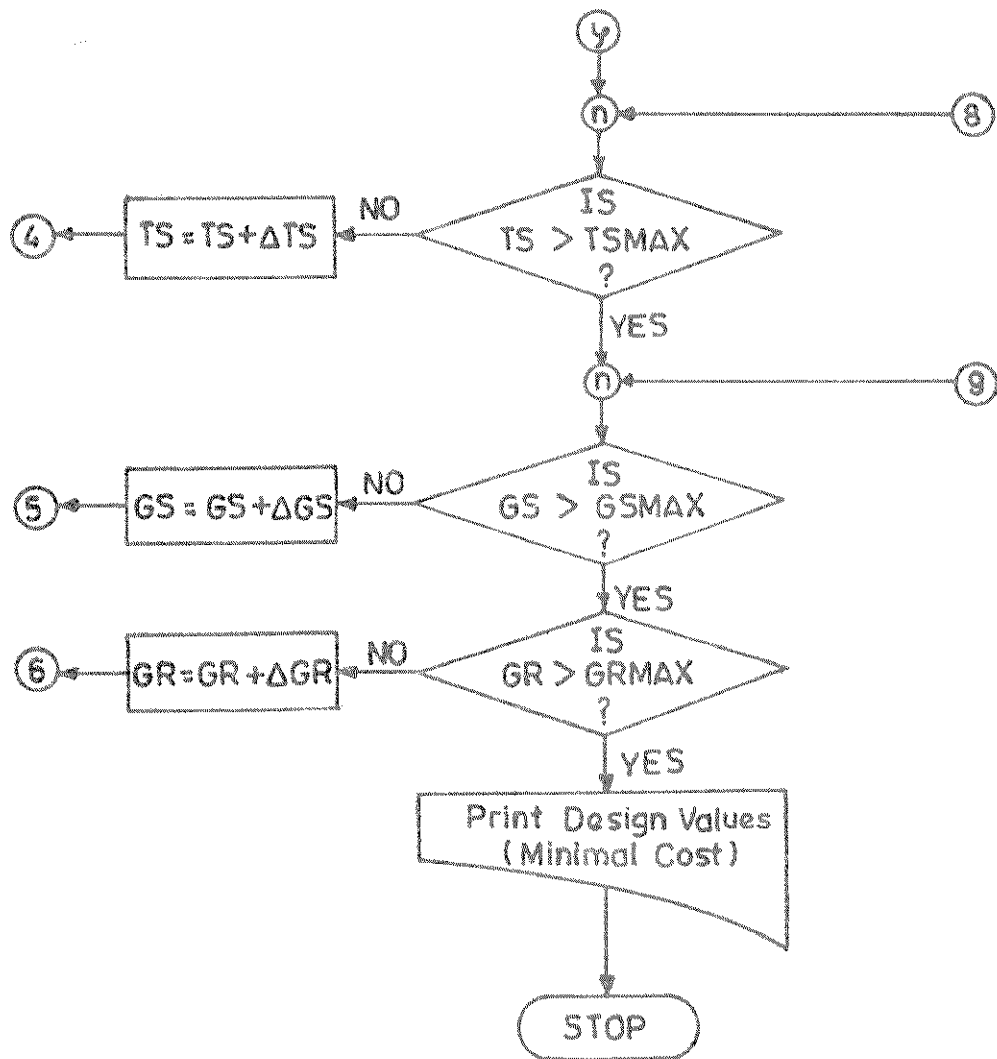 y
n
8
IS
TS > TSMAX
?
NO
TS = TS + ΔTS
4
YES
n
9
IS
GS > GSMAX
?
NO
GS = GS + ΔGS
5
YES
IS
GR > GRMAX
?
NO
GR = GR + ΔGR
6
YES
Print Design Values
(Minimal Cost)
STOP